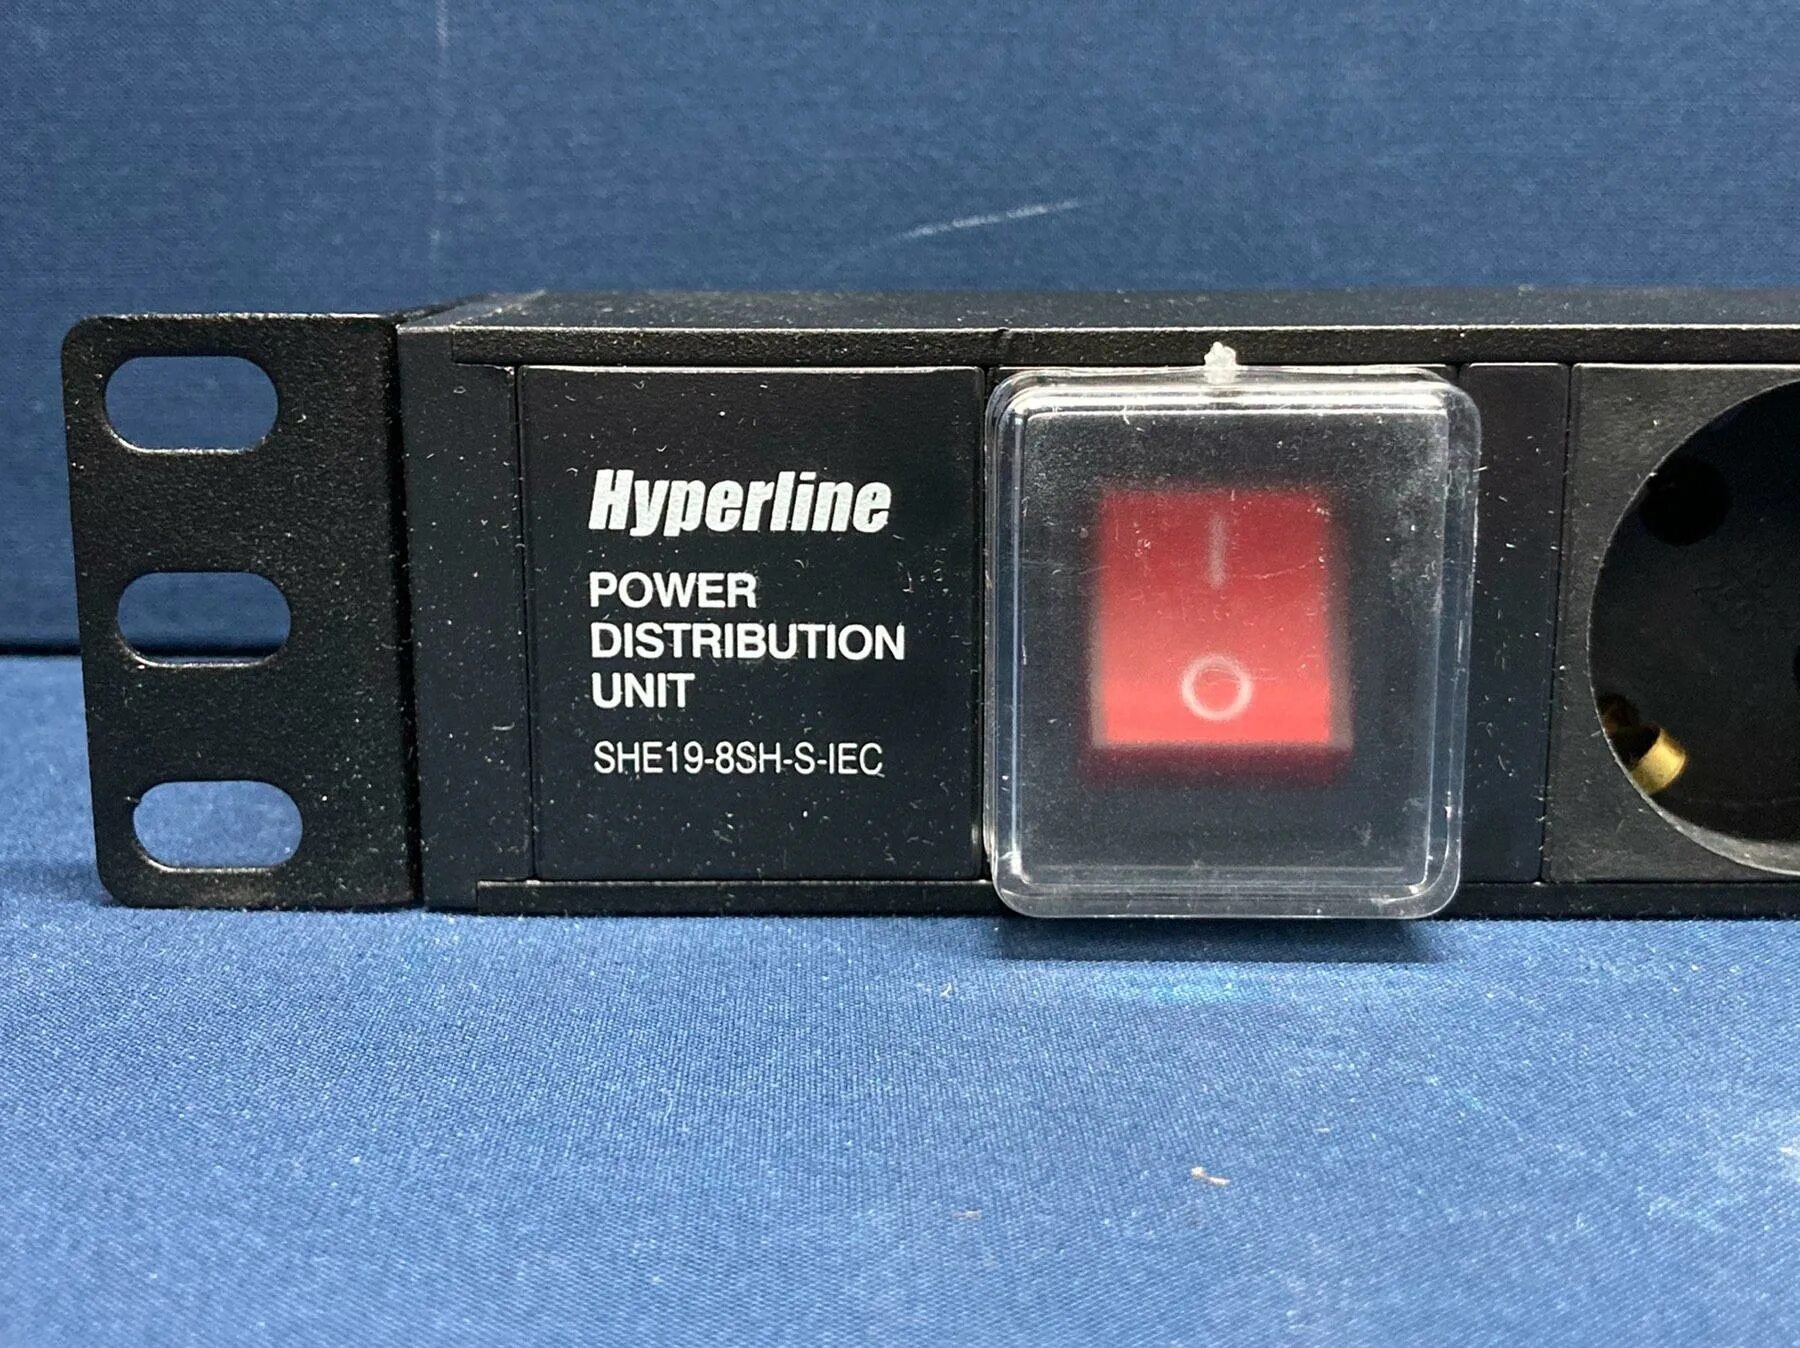 Hyperline
POWER
DISTRIBUTION
UNIT
SHE19-8SH-S-IEC